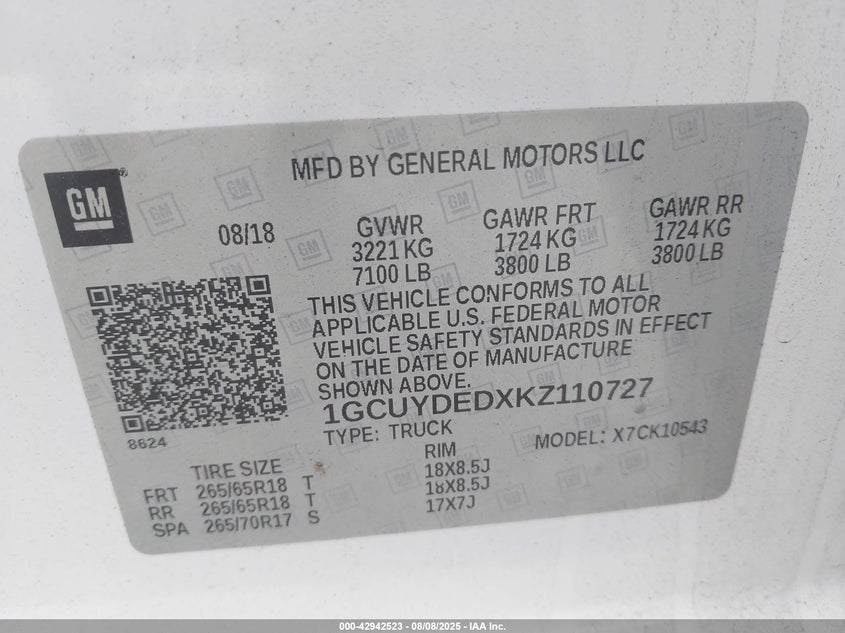 MFD BY GENERAL MOTORS LLC
GM
08/18
GVWR
3221 KG
7100 LB
GAWR FRT
1724 KG
3800 LB
GAWR RR
1724 KG
3800 LB
THIS VEHICLE CONFORMS TO ALL
APPLICABLE U.S. FEDERAL MOTOR
VEHICLE SAFETY STANDARDS IN EFFECT
ON THE DATE OF MANUFACTURE
SHOWN ABOVE.
1GCUYDEDXKZ110727
TYPE: TRUCK
MODEL: X7CK10543
8624
TIRE SIZE RIM
FRT 265/65R18 T 18X8.5J
RR 265/65R18 T 18X8.5J
SPA 265/70R17 S 17X7J
000-42942523 - 08/08/2025 - IAA Inc.